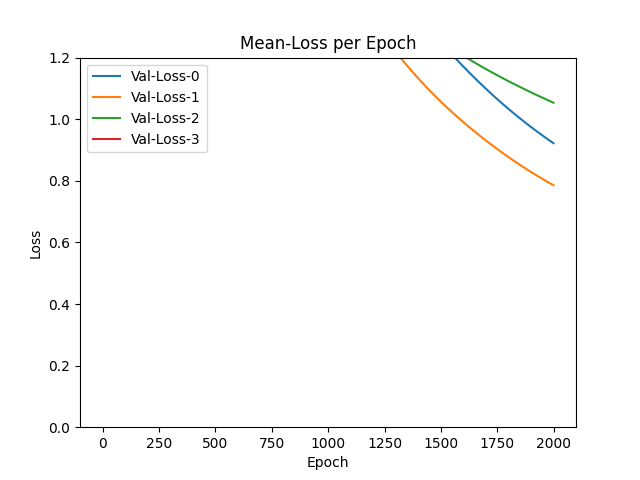 Mean-Loss per Epoch
Val-Loss-0
Val-Loss-1
Val-Loss-2
Val-Loss-3
1.2
1.0
0.8
0.6
0.4
0.2
0.0
Loss
0 250 500 750 1000 1250 1500 1750 2000
Epoch